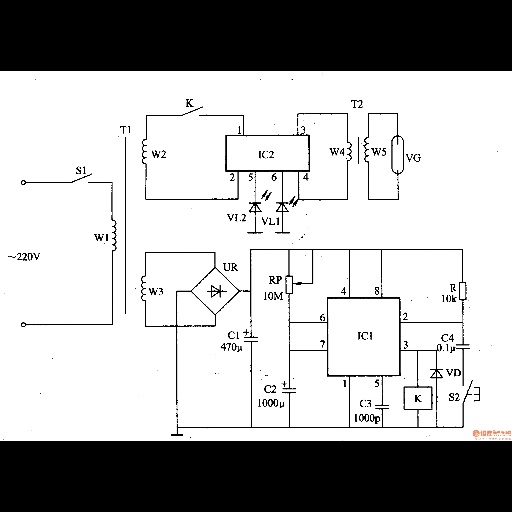 K
1
3
T2
T1
W2
IC2
W4
W5
VG
S1
2
5
6
4
VL2
VL1
W1
~220V
W3
UR
RP
10M
4
8
R
10k
6
2
C1
470μ
7
IC1
3
C4
0.1μ
C2
1000μ
1
5
C3
1000p
K
VD
S2